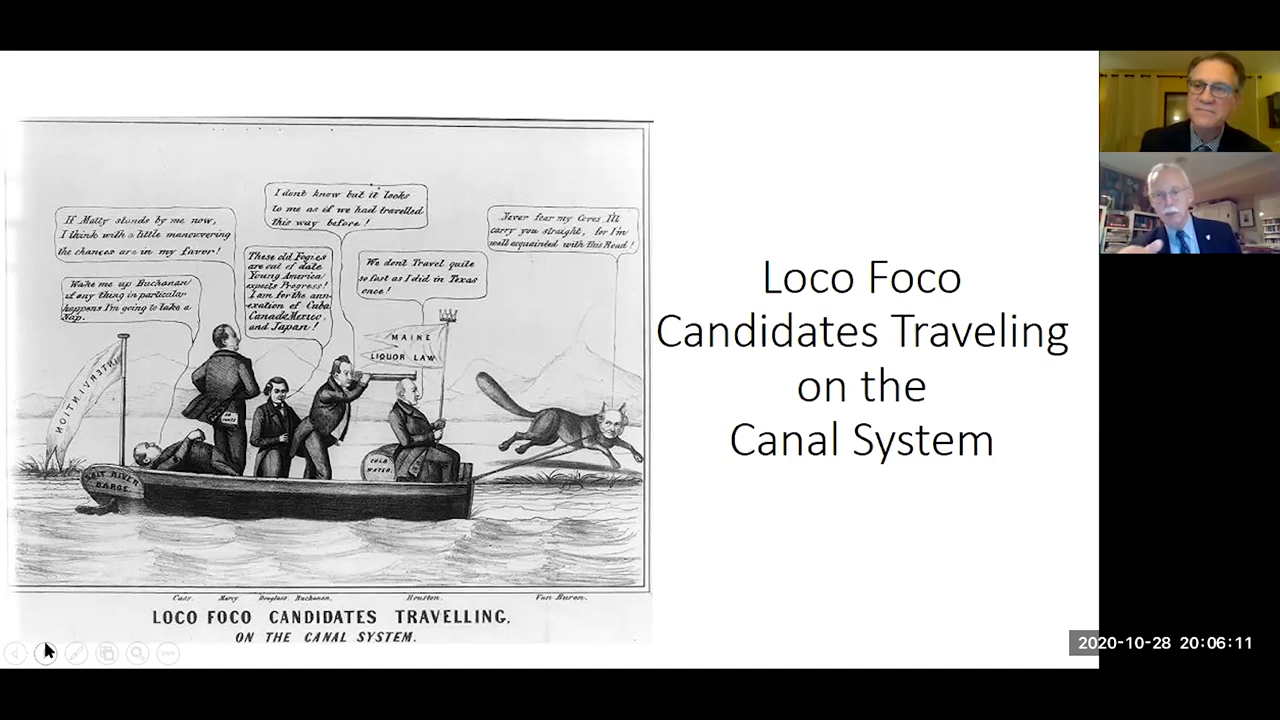 I dont know but it looks
to me as if we had travelled
this way before!
If Matty stands by me now,
I think with a little manoevering
the chances are in my favor!
Never fear my Coves I'll
carry you straight, for I'm
well acquainted with this Road!
These old Fogies
are out of date
Young America
expects Progress!
I am for the ann-
exation of Cuba
Canada Mexico,
and Japan!
We dont Travel quite
so fast as I did in Texas
once!
Wake me up Buchanan
if any thing in particular
happens I'm going to take a
Nap.
MAINE
LIQUOR LAW
INTERVENTION
COLD
WATER.
SALT RIVER
BARGE.
Cass. Marcy. Douglass. Buchanan. Houston. Van Buren.
LOCO FOCO CANDIDATES TRAVELLING,
ON THE CANAL SYSTEM.
Loco Foco
Candidates Traveling
on the
Canal System
2020-10-28 20:06:11